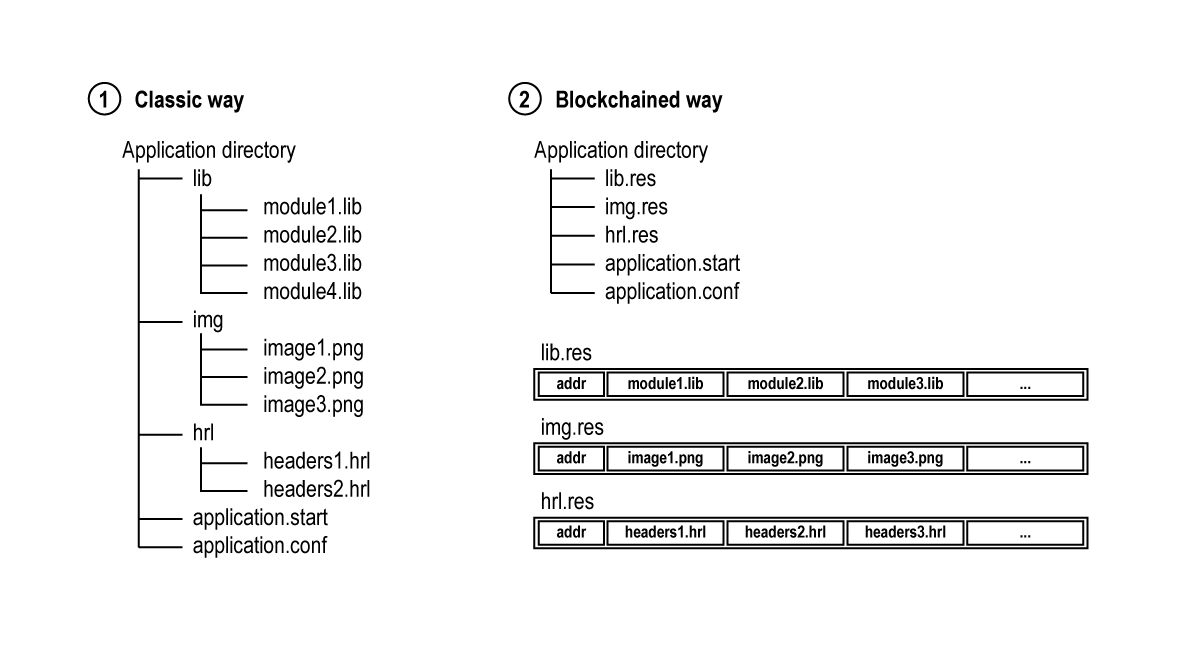 1 Classic way
Application directory
lib
module1.lib
module2.lib
module3.lib
module4.lib
img
image1.png
image2.png
image3.png
hrl
headers1.hrl
headers2.hrl
application.start
application.conf
2 Blockchained way
Application directory
lib.res
img.res
hrl.res
application.start
application.conf
lib.res
addr module1.lib module2.lib module3.lib ...
img.res
addr image1.png image2.png image3.png ...
hrl.res
addr headers1.hrl headers2.hrl headers3.hrl ...